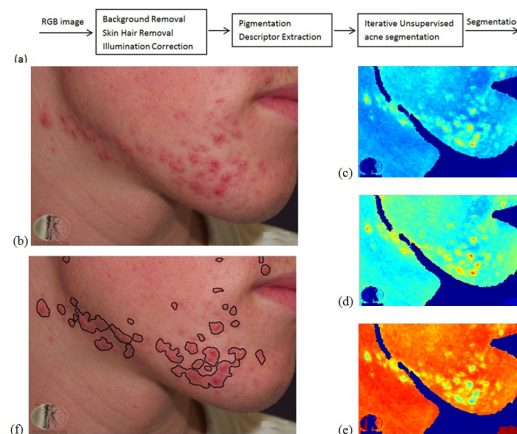 RGB image
Background Removal
Skin Hair Removal
Illumination Correction
Pigmentation
Descriptor Extraction
Iterative Unsupervised
acne segmentation
Segmentation
(a)
(b)
(c)
(d)
(f)
(e)